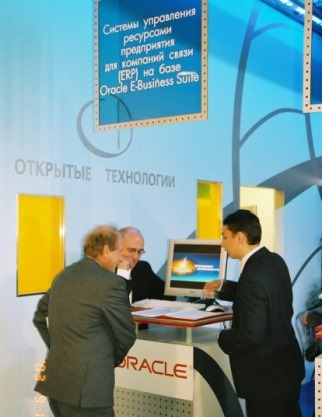 Системы управления
ресурсами
предприятия
для компаний связи
(ERP) на базе
Oracle E-Business Suite
ОТКРЫТЫЕ ТЕХНОЛОГИИ
ORACLE